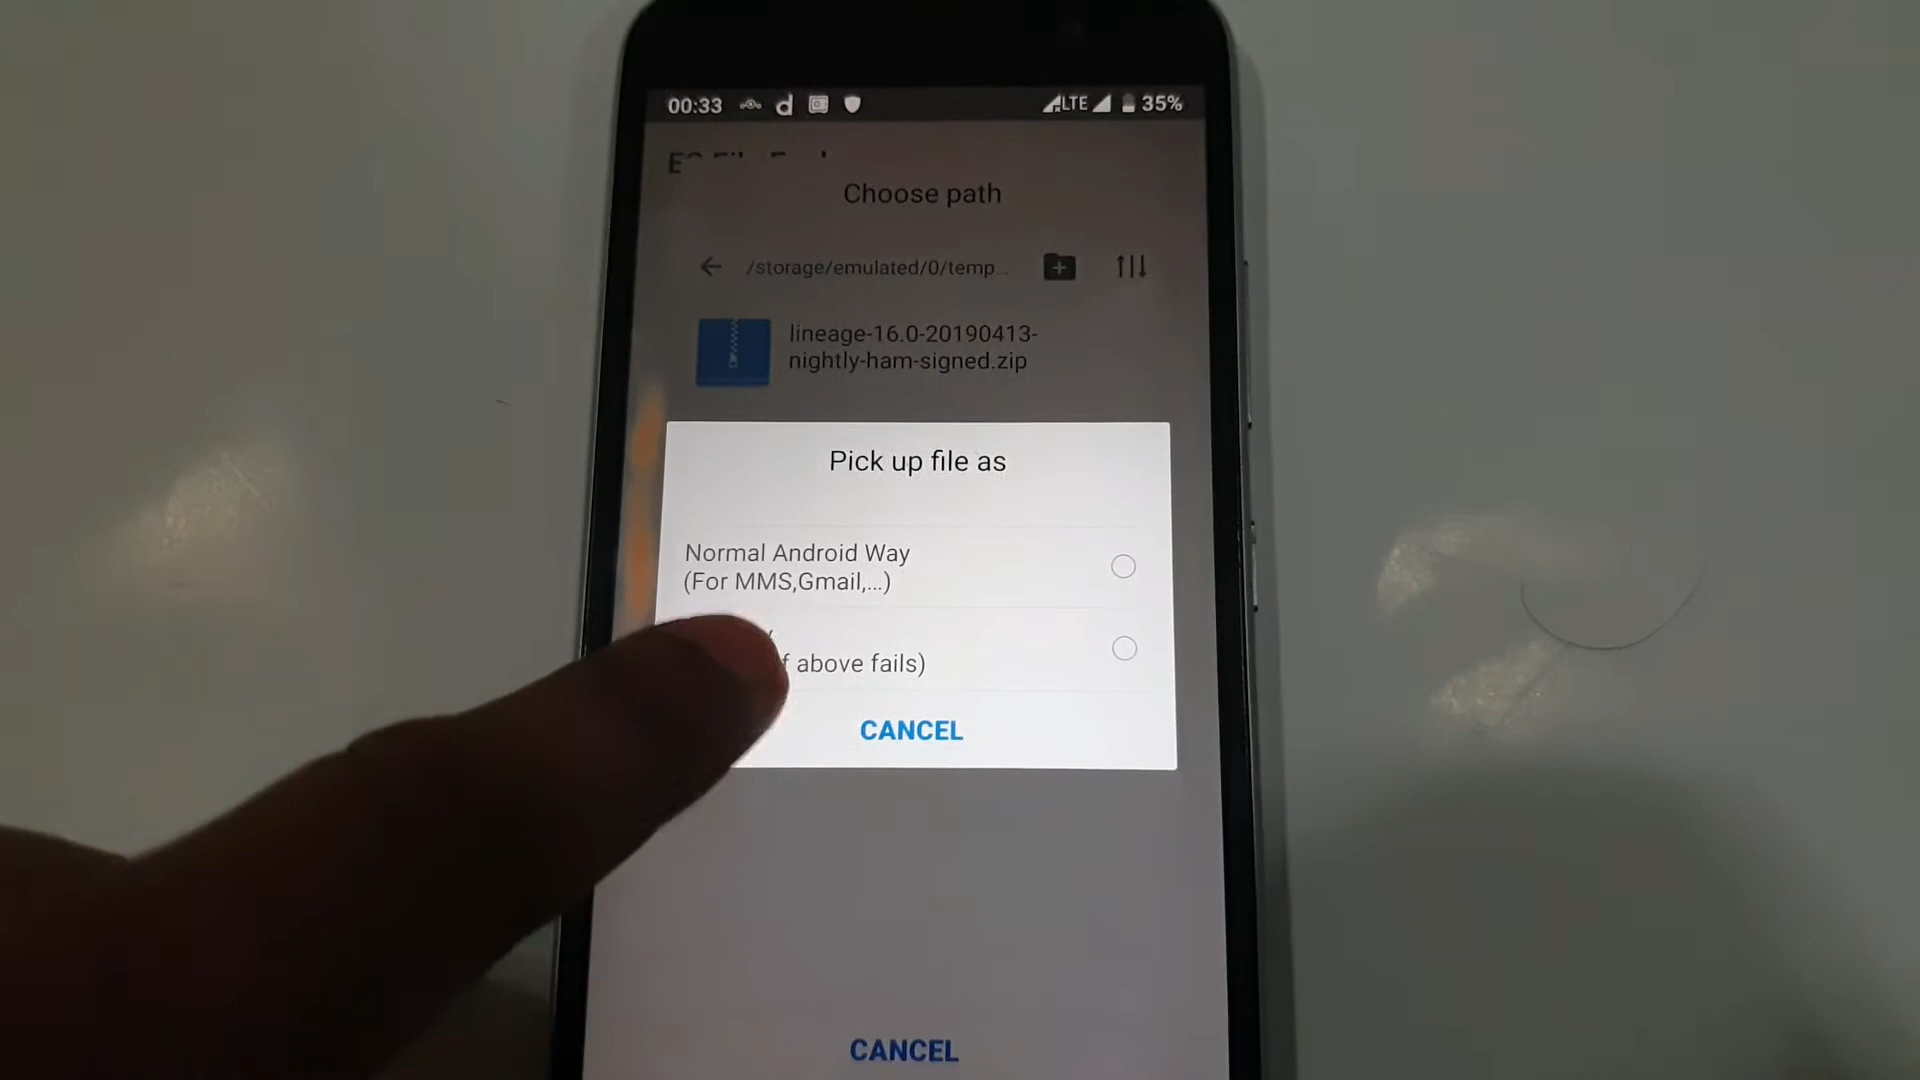 00:33 LTE 35%
Choose path
/storage/emulated/0/temp...
lineage-16.0-20190413-
nightly-ham-signed.zip
Pick up file as
Normal Android Way
(For MMS,Gmail,...)
above fails)
CANCEL
CANCEL